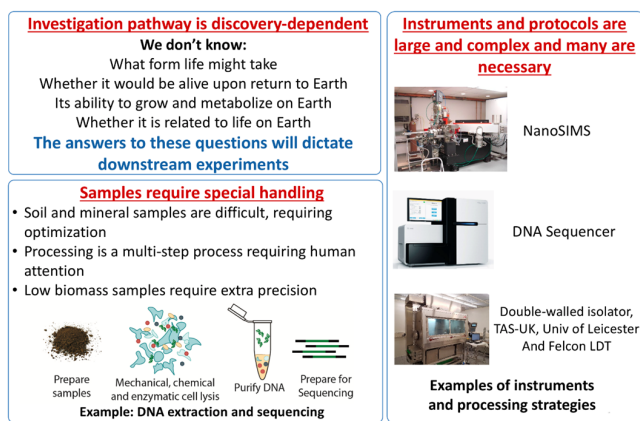 Investigation pathway is discovery-dependent
We don't know:
What form life might take
Whether it would be alive upon return to Earth
Its ability to grow and metabolize on Earth
Whether it is related to life on Earth
The answers to these questions will dictate
downstream experiments
Samples require special handling
• Soil and mineral samples are difficult, requiring
optimization
• Processing is a multi-step process requiring human
attention
• Low biomass samples require extra precision
Prepare
samples
Mechanical, chemical
and enzymatic cell lysis
Purify DNA
Prepare for
Sequencing
Example: DNA extraction and sequencing
Instruments and protocols are
large and complex and many are
necessary
NanoSIMS
DNA Sequencer
Double-walled isolator,
TAS-UK, Univ of Leicester
And Felcon LDT
Examples of instruments
and processing strategies